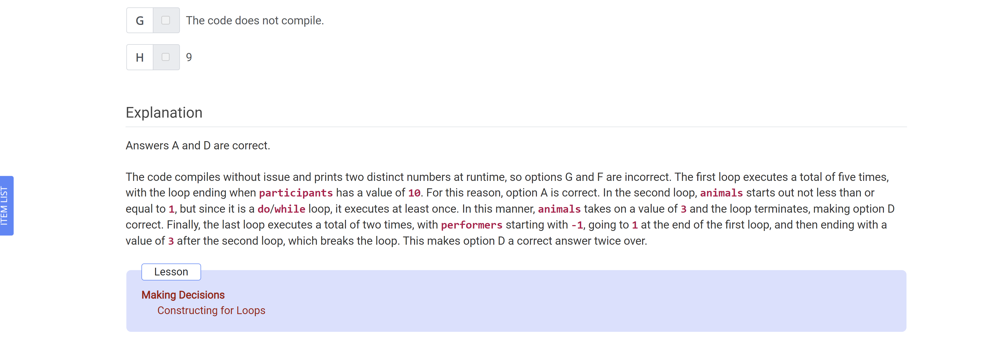 G The code does not compile.
H 9
Explanation
Answers A and D are correct.
The code compiles without issue and prints two distinct numbers at runtime, so options G and F are incorrect. The first loop executes a total of five times,
with the loop ending when participants has a value of 10. For this reason, option A is correct. In the second loop, animals starts out not less than or
equal to 1, but since it is a do/while loop, it executes at least once. In this manner, animals takes on a value of 3 and the loop terminates, making option D
correct. Finally, the last loop executes a total of two times, with performers starting with -1, going to 1 at the end of the first loop, and then ending with a
value of 3 after the second loop, which breaks the loop. This makes option D a correct answer twice over.
ITEM LIST
Lesson
Making Decisions
Constructing for Loops